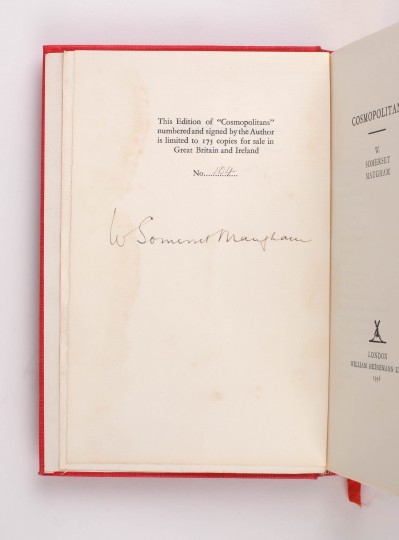 This Edition of "Cosmopolitans"
numbered and signed by the Author
is limited to 175 copies for sale in
Great Britain and Ireland
No.
W Somerset Maugham
COSMOPOLITAN
W.
SOMERSET
MAUGHAM
LONDON
WILLIAM HEINEMANN L
1936